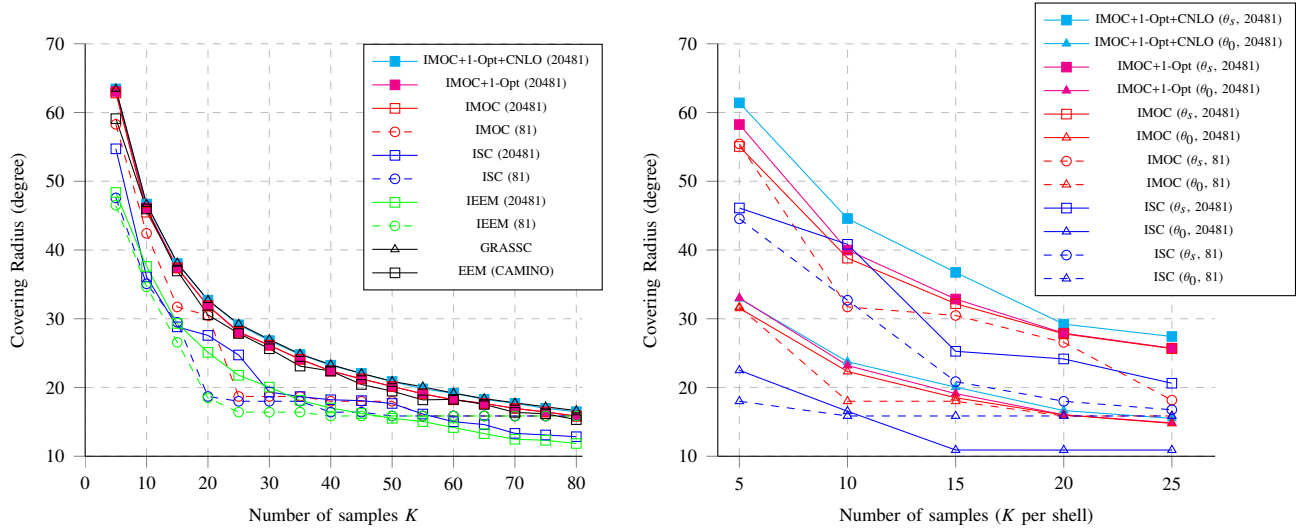 70
60
50
40
30
20
10
0
10
20
30
40
50
60
70
80
Covering Radius (degree)
Number of samples K
IMOC+1-Opt+CNLO (20481)
IMOC+1-Opt (20481)
IMOC (20481)
IMOC (81)
ISC (20481)
ISC (81)
IEEM (20481)
IEEM (81)
GRASSC
EEM (CAMINO)
70
60
50
40
30
20
10
5
10
15
20
25
Covering Radius (degree)
Number of samples (K per shell)
IMOC+1-Opt+CNLO (θs, 20481)
IMOC+1-Opt+CNLO (θ0, 20481)
IMOC+1-Opt (θs, 20481)
IMOC+1-Opt (θ0, 20481)
IMOC (θs, 20481)
IMOC (θ0, 20481)
IMOC (θs, 81)
IMOC (θ0, 81)
ISC (θs, 20481)
ISC (θ0, 20481)
ISC (θs, 81)
ISC (θ0, 81)